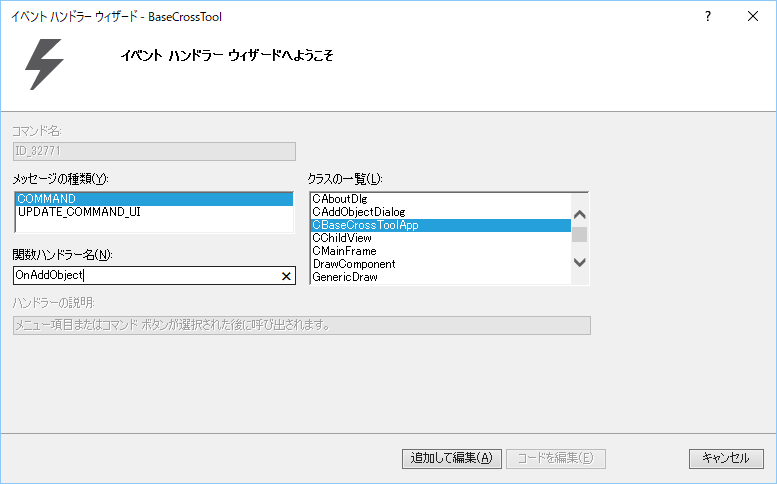 イベント ハンドラー ウィザード - BaseCrossTool
?
イベント ハンドラー ウィザードへようこそ
コマンド名:
ID_32771
メッセージの種類(Y):
COMMAND
UPDATE_COMMAND_UI
クラスの一覧(L):
CAboutDlg
CAddObjectDialog
CBaseCrossToolApp
CChildView
CMainFrame
DrawComponent
GenericDraw
関数ハンドラー名(N):
OnAddObject
ハンドラーの説明:
メニュー項目またはコマンド ボタンが選択された後に呼び出されます。
追加して編集(A)
コードを編集(E)
キャンセル